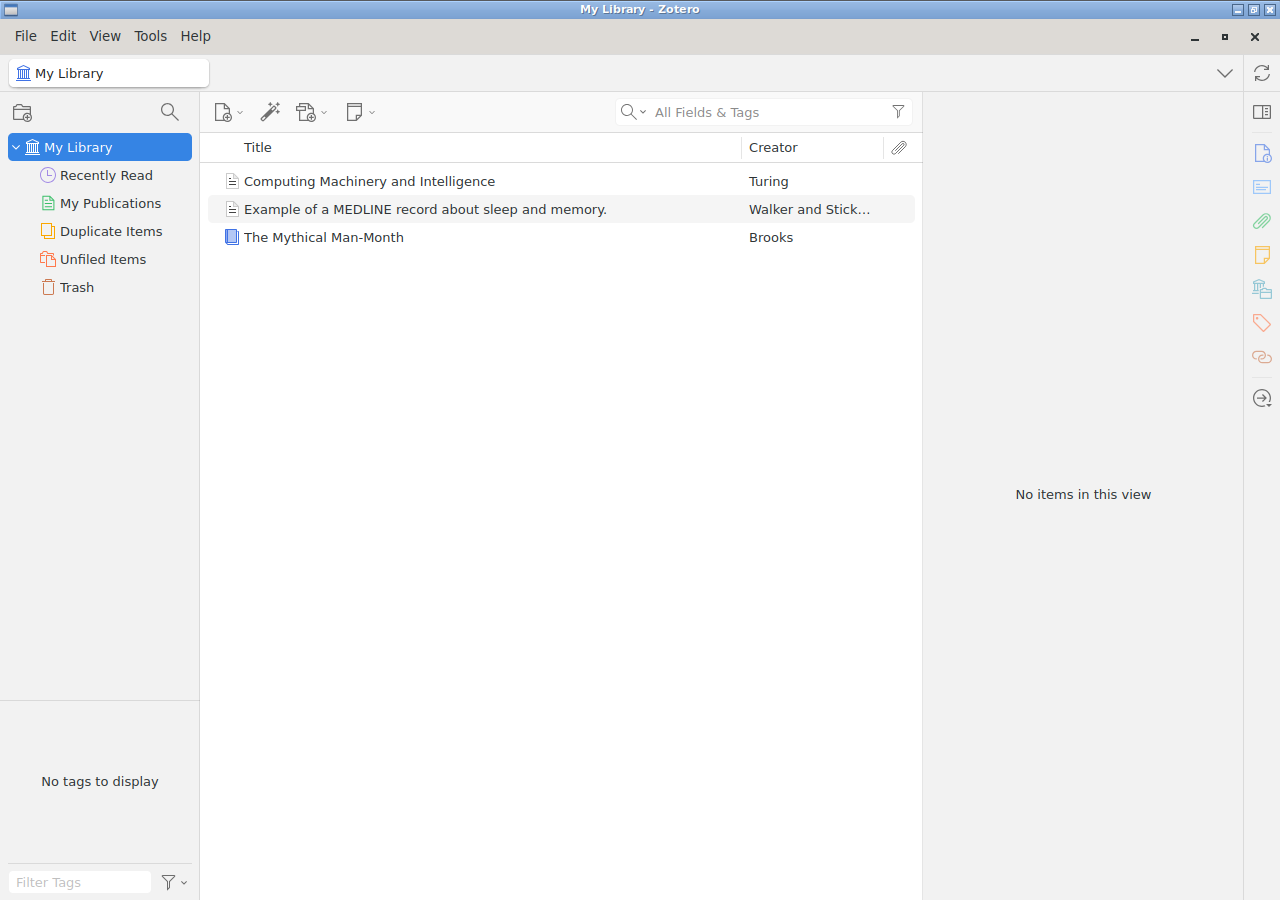 My Library - Zotero
File Edit View Tools Help
My Library
All Fields & Tags
My Library
Recently Read
My Publications
Duplicate Items
Unfiled Items
Trash
Title Creator
Computing Machinery and Intelligence Turing
Example of a MEDLINE record about sleep and memory. Walker and Stick...
The Mythical Man-Month Brooks
No items in this view
No tags to display
Filter Tags